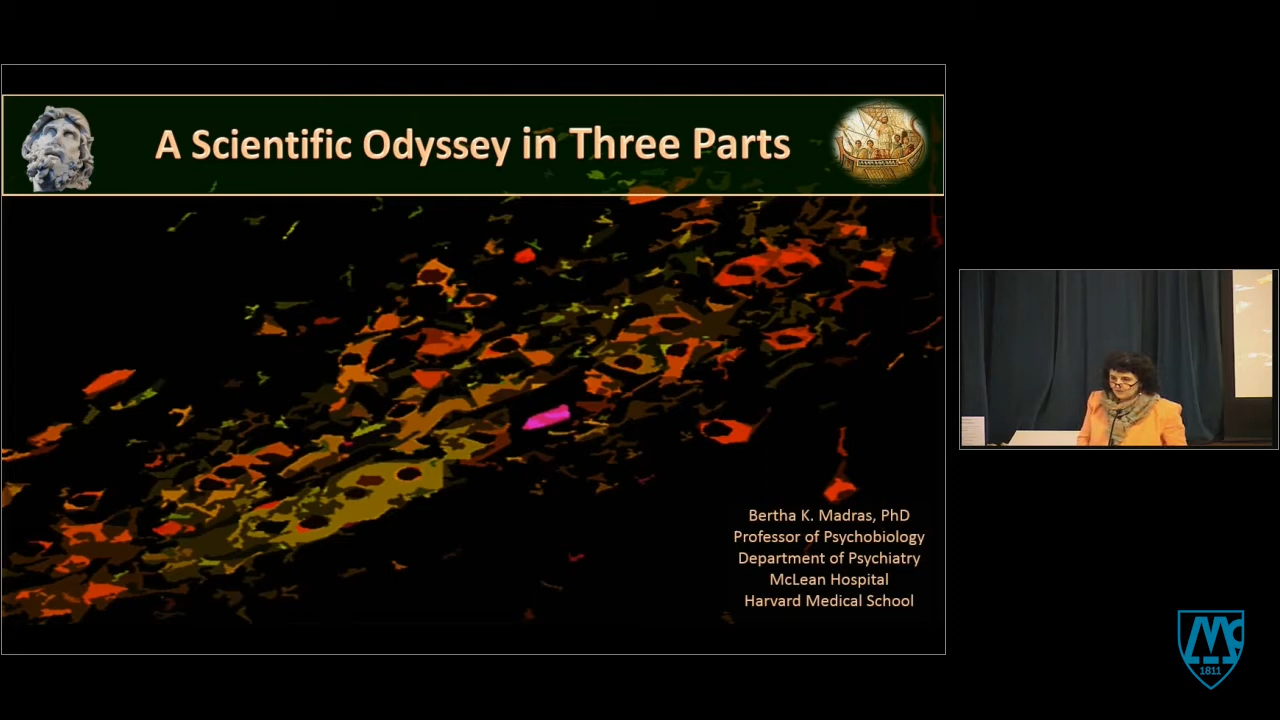 A Scientific Odyssey in Three Parts
Bertha K. Madras, PhD
Professor of Psychobiology
Department of Psychiatry
McLean Hospital
Harvard Medical School
Mc
1811